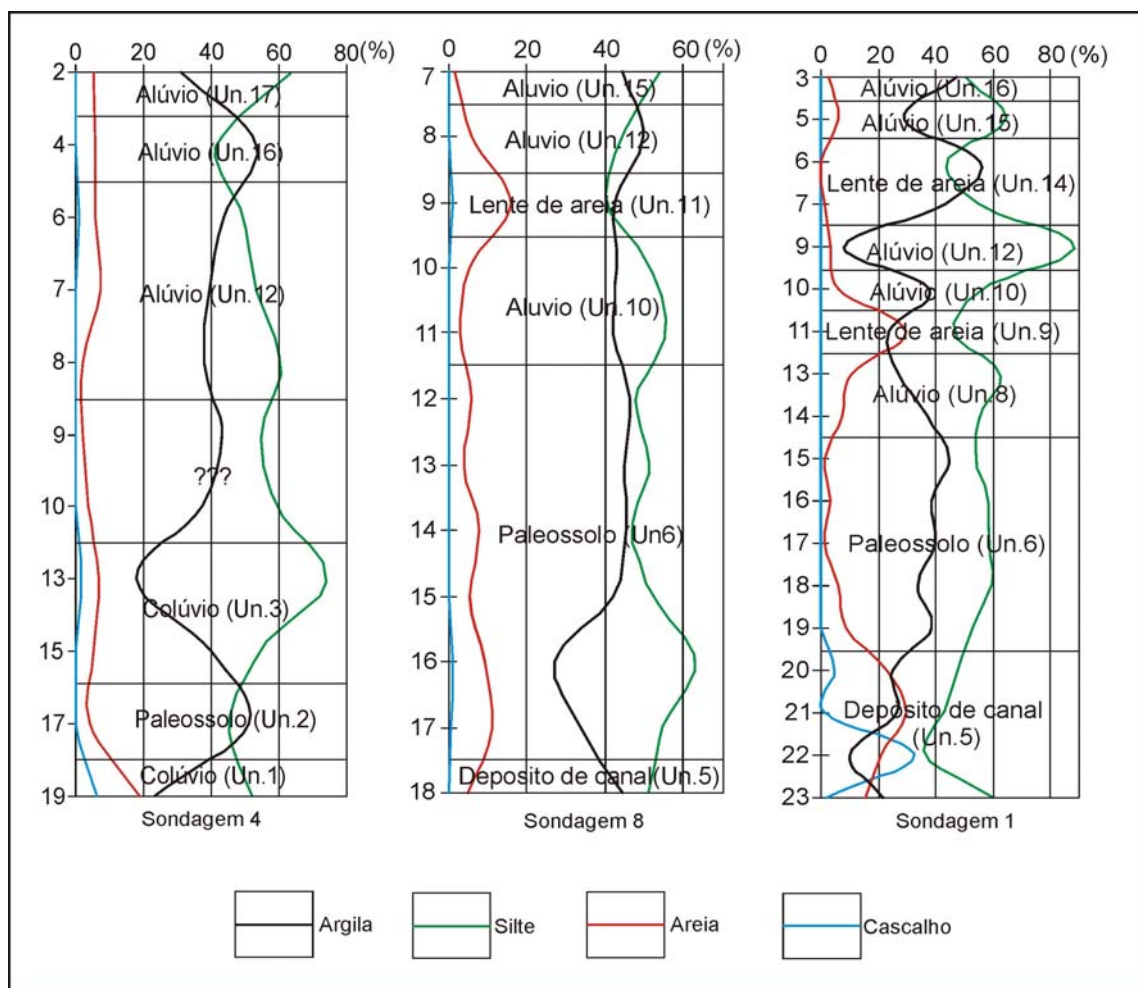 0 20 40 60 80 (%)
2
4
6
7
8
9
10
12
13
15
17
19
Alúvio (Un.17)
Alúvio (Un.16)
Alúvio (Un.12)
???
Colúvio (Un.3)
Paleossolo (Un.2)
Colúvio (Un.1)
Sondagem 4
0 20 40 60 (%)
7
8
9
10
11
12
13
14
15
16
17
18
Aluvio (Un.15)
Aluvio (Un.12
Lente de areia (Un.11)
Aluvio (Un.10)
Paleossolo (Un6)
Deposito de canal (Un.5)
Sondagem 8
0 20 40 60 80 (%)
3
5
6
7
9
10
11
13
14
15
16
17
18
19
20
21
22
23
Alúvio (Un.16)
Alúvio (Un.15)
Lente de areia (Un.14)
Alúvio (Un.12)
Alúvio (Un.10)
Lente de areia (Un.9)
Alúvio (Un.8)
Paleossolo (Un.6)
Depósito de canal
(Un.5)
Sondagem 1
Argila
Silte
Areia
Cascalho